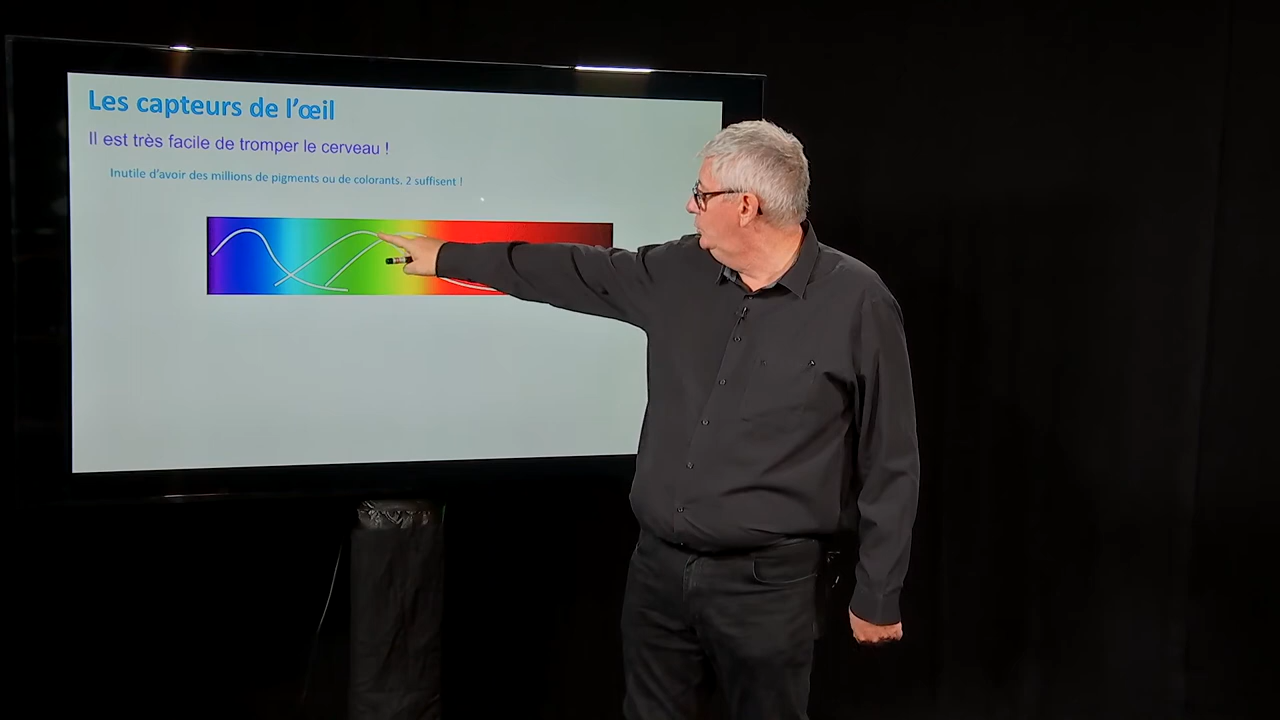 Les capteurs de l’œil
Il est très facile de tromper le cerveau !
Inutile d’avoir des millions de pigments ou de colorants. 2 suffisent !